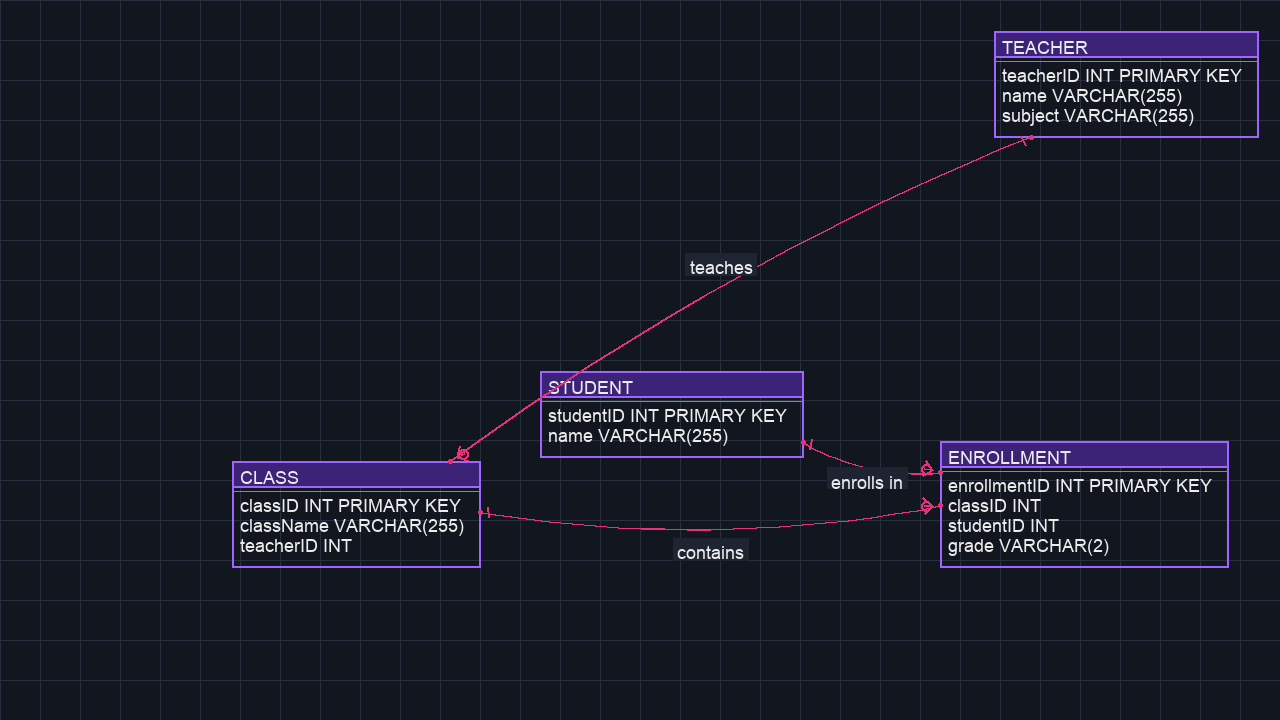 TEACHER
teacherID INT PRIMARY KEY
name VARCHAR(255)
subject VARCHAR(255)
teaches
STUDENT
studentID INT PRIMARY KEY
name VARCHAR(255)
CLASS
classID INT PRIMARY KEY
className VARCHAR(255)
teacherID INT
enrolls in
contains
ENROLLMENT
enrollmentID INT PRIMARY KEY
classID INT
studentID INT
grade VARCHAR(2)